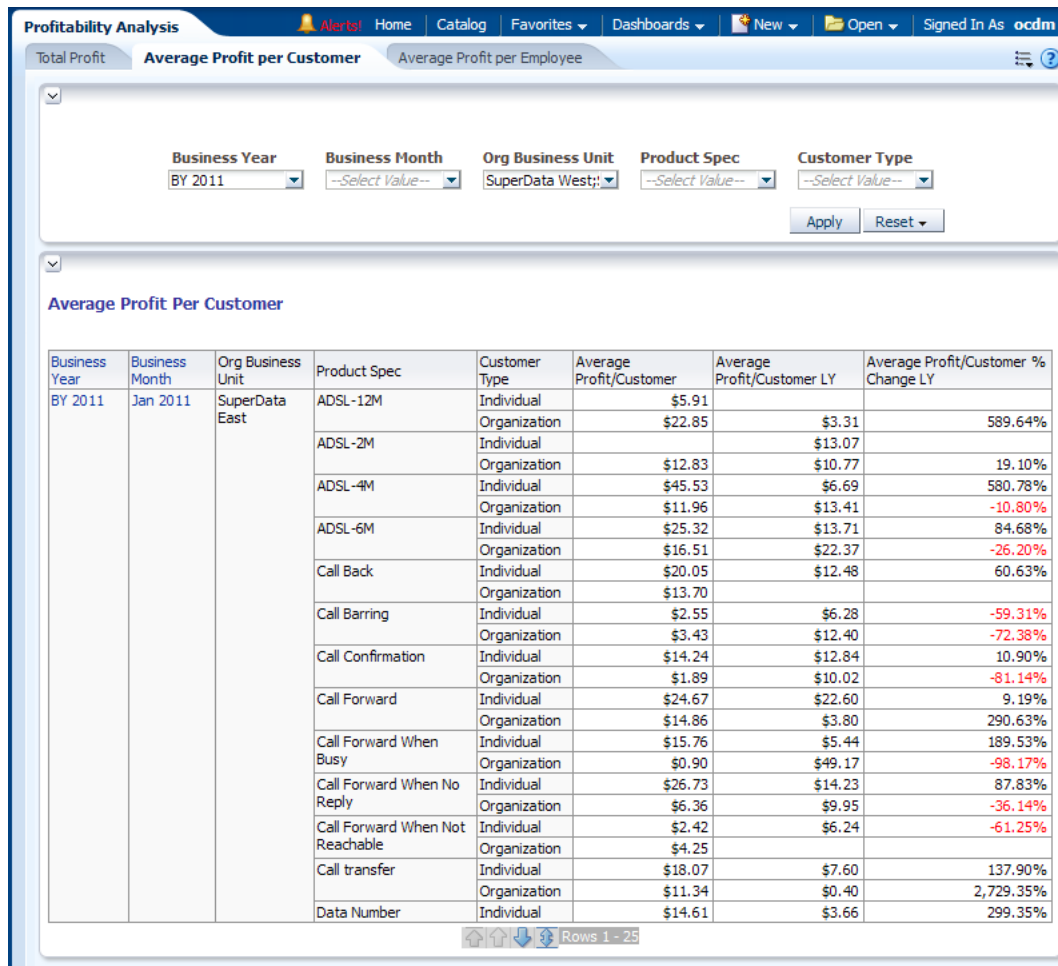 Profitability Analysis Alerts! Home Catalog Favorites Dashboards New Open Signed In As ocdm
Total Profit Average Profit per Customer Average Profit per Employee
Business Year Business Month Org Business Unit Product Spec Customer Type
BY 2011 --Select Value-- SuperData West; --Select Value-- --Select Value--
Apply Reset
Average Profit Per Customer
Business Year Business Month Org Business Unit Product Spec Customer Type Average Profit/Customer Average Profit/Customer LY Average Profit/Customer % Change LY
BY 2011 Jan 2011 SuperData East ADSL-12M Individual $5.91
Organization $22.85 $3.31 589.64%
ADSL-2M Individual $13.07
Organization $12.83 $10.77 19.10%
ADSL-4M Individual $45.53 $6.69 580.78%
Organization $11.96 $13.41 -10.80%
ADSL-6M Individual $25.32 $13.71 84.68%
Organization $16.51 $22.37 -26.20%
Call Back Individual $20.05 $12.48 60.63%
Organization $13.70
Call Barring Individual $2.55 $6.28 -59.31%
Organization $3.43 $12.40 -72.38%
Call Confirmation Individual $14.24 $12.84 10.90%
Organization $1.89 $10.02 -81.14%
Call Forward Individual $24.67 $22.60 9.19%
Organization $14.86 $3.80 290.63%
Call Forward When Busy Individual $15.76 $5.44 189.53%
Organization $0.90 $49.17 -98.17%
Call Forward When No Reply Individual $26.73 $14.23 87.83%
Organization $6.36 $9.95 -36.14%
Call Forward When Not Reachable Individual $2.42 $6.24 -61.25%
Organization $4.25
Call transfer Individual $18.07 $7.60 137.90%
Organization $11.34 $0.40 2,729.35%
Data Number Individual $14.61 $3.66 299.35%
Rows 1 - 25